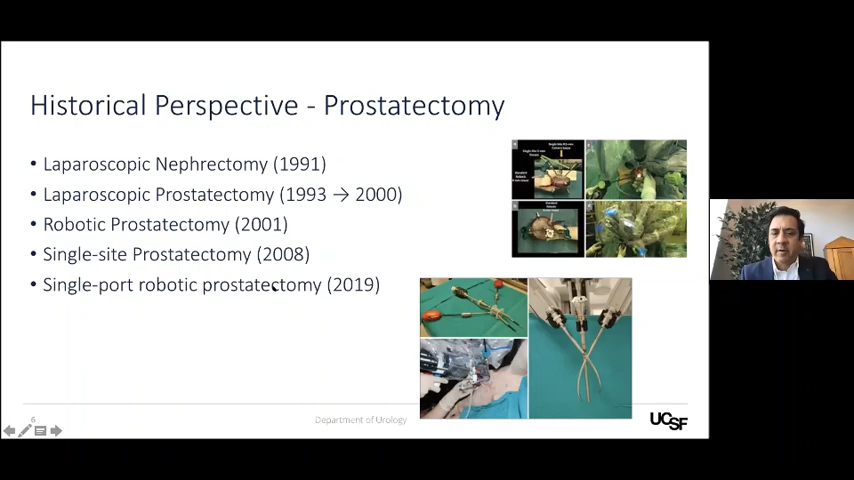 Historical Perspective - Prostatectomy
• Laparoscopic Nephrectomy (1991)
• Laparoscopic Prostatectomy (1993 → 2000)
• Robotic Prostatectomy (2001)
• Single-site Prostatectomy (2008)
• Single-port robotic prostatectomy (2019)
6
Department of Urology
UCSF